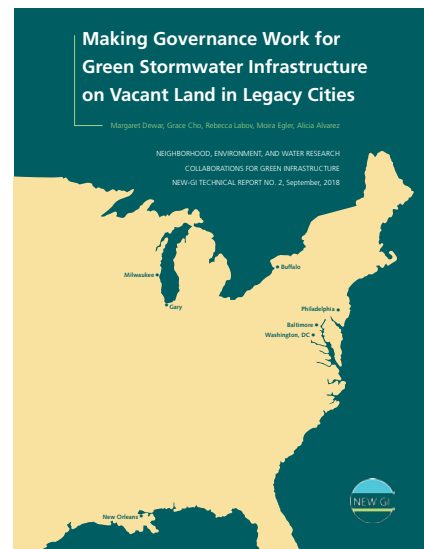 Making Governance Work for
Green Stormwater Infrastructure
on Vacant Land in Legacy Cities
Margaret Dewar, Grace Cho, Rebecca Labov, Moira Egler, Alicia Alvarez
NEIGHBORHOOD, ENVIRONMENT, AND WATER RESEARCH
COLLABORATIONS FOR GREEN INFRASTRUCTURE
NEW-GI TECHNICAL REPORT NO. 2, September, 2018
Buffalo
Milwaukee
Gary
Philadelphia
Baltimore
Washington, DC
NEW GI
New Orleans